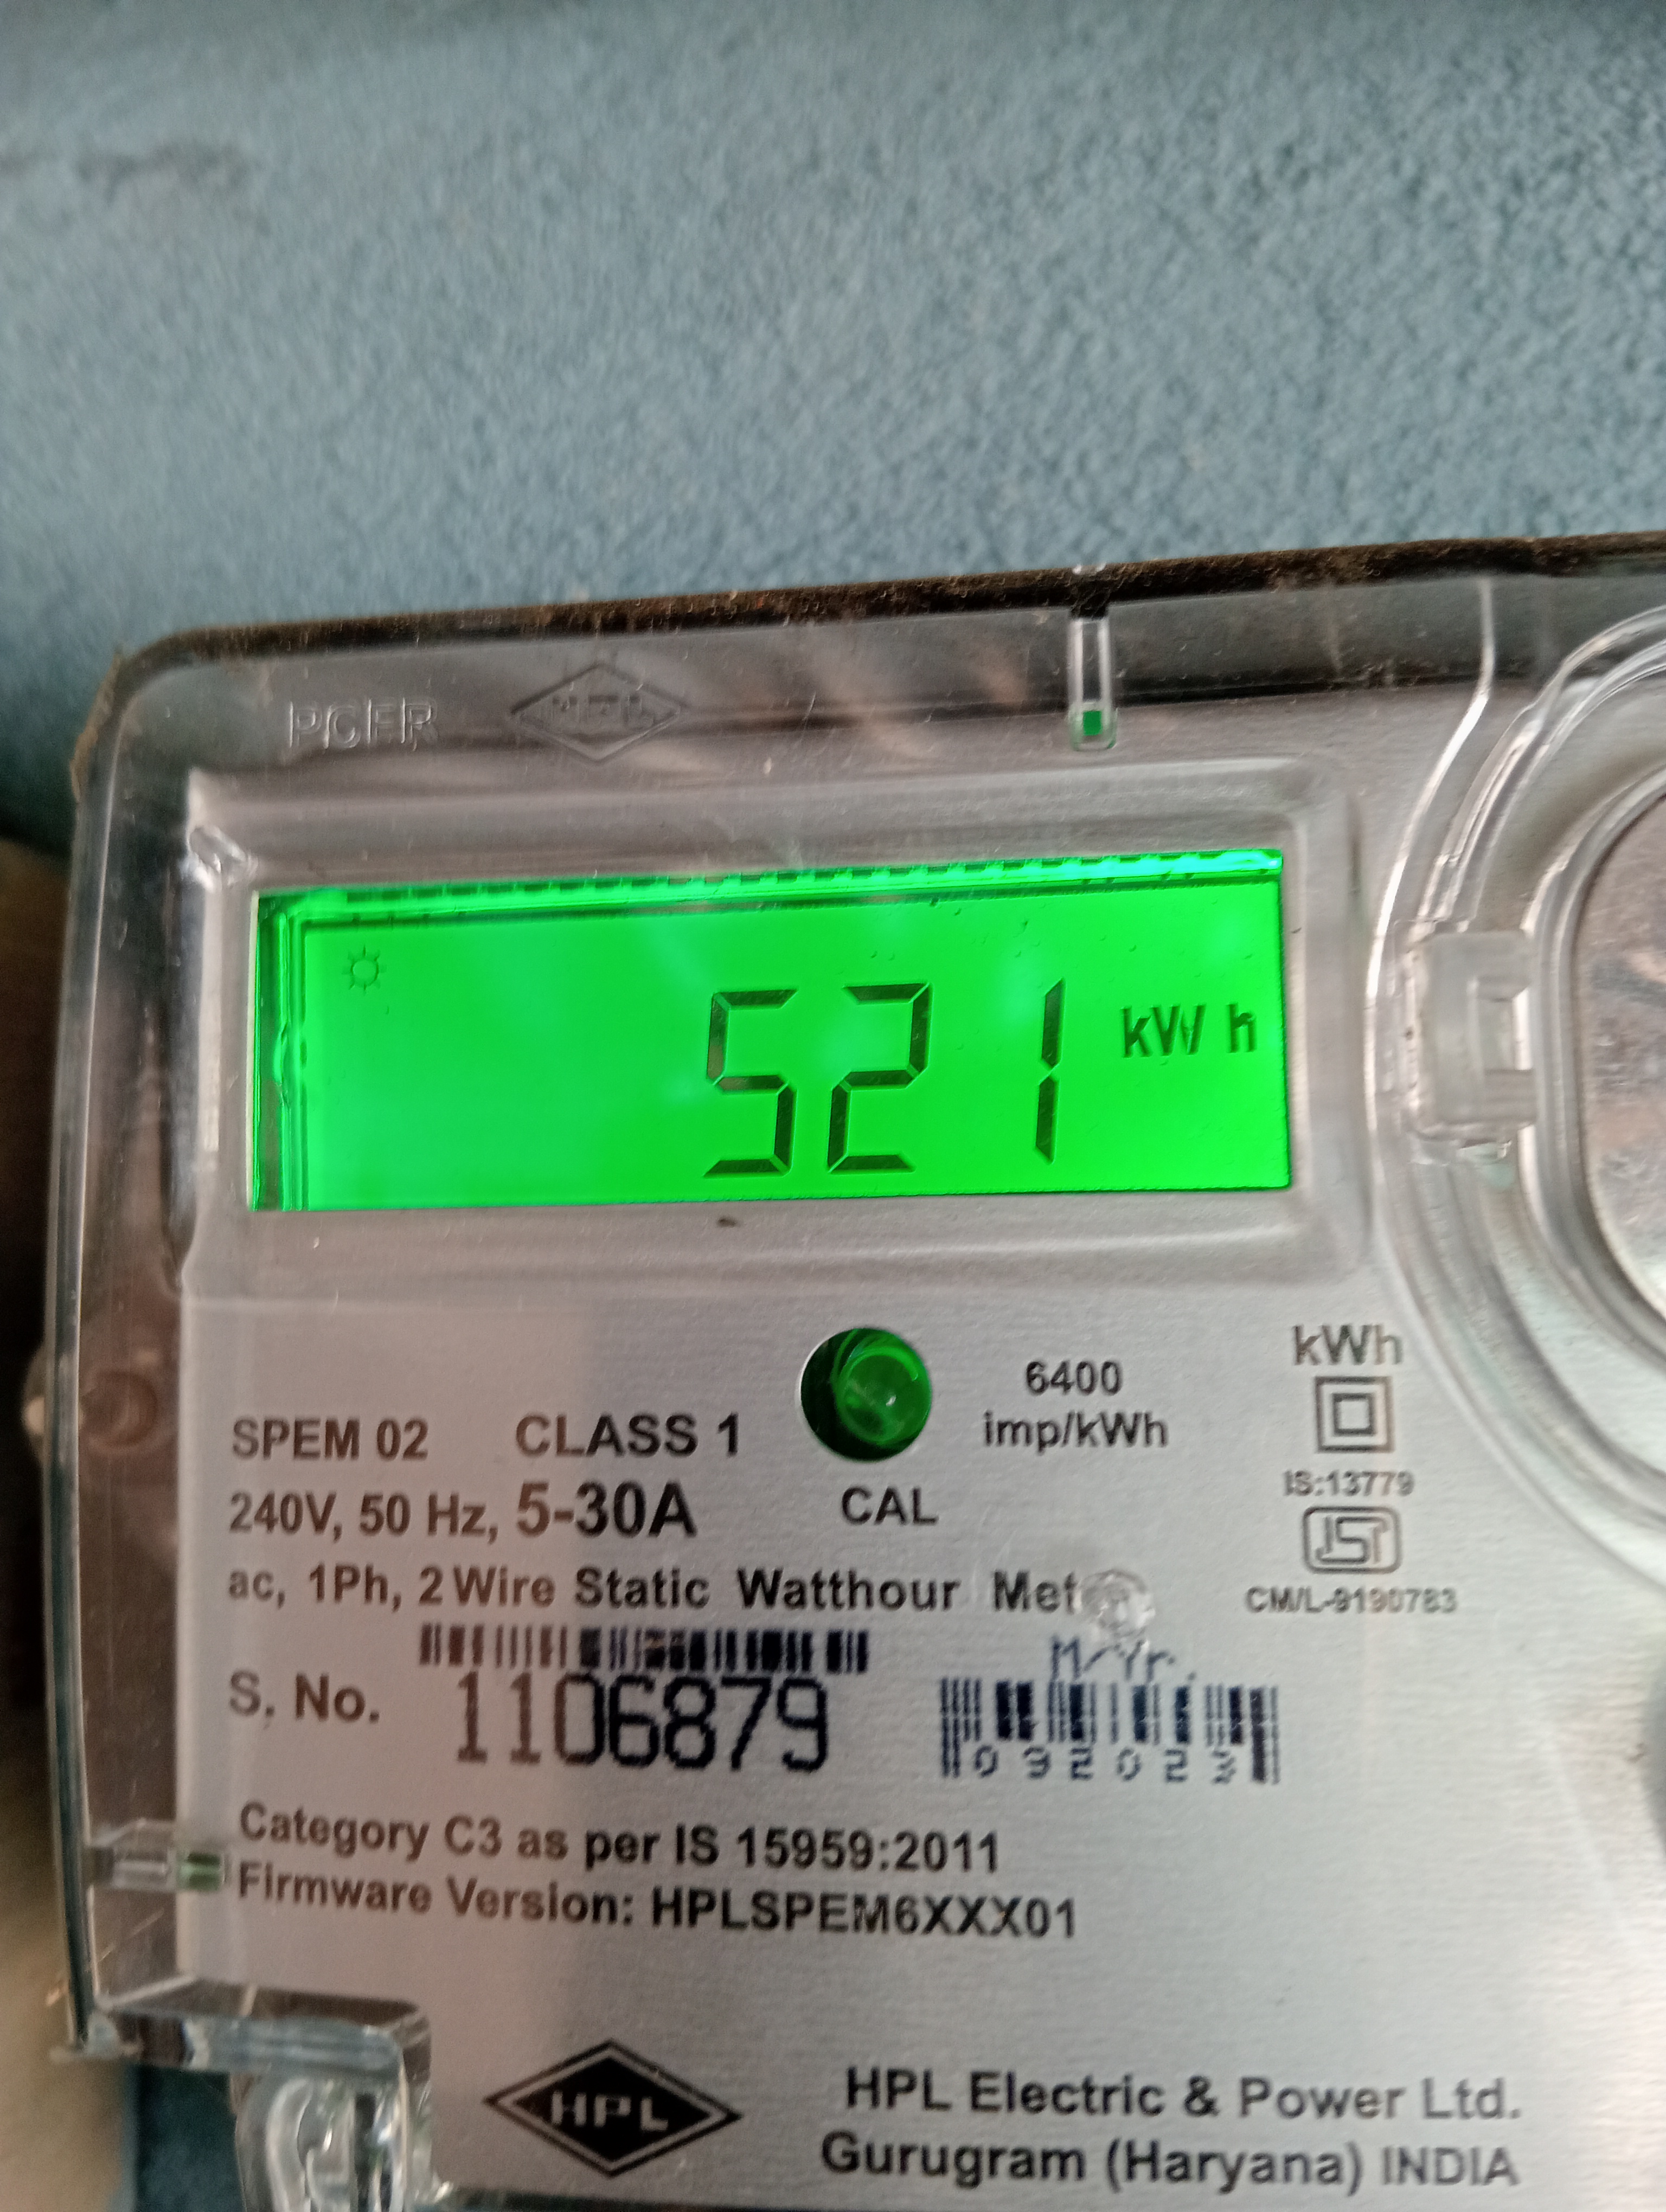 PCER HPL
521 kW h
6400
imp/kWh
kWh
SPEM 02 CLASS 1
CAL
IS:13779
240V, 50 Hz, 5-30A
ac, 1Ph, 2 Wire Static Watthour Met
CM/L-9190783
M/Yr.
S. No. 1106879
092023
Category C3 as per IS 15959:2011
Firmware Version: HPLSPEM6XXX01
HPL
HPL Electric & Power Ltd.
Gurugram (Haryana) INDIA